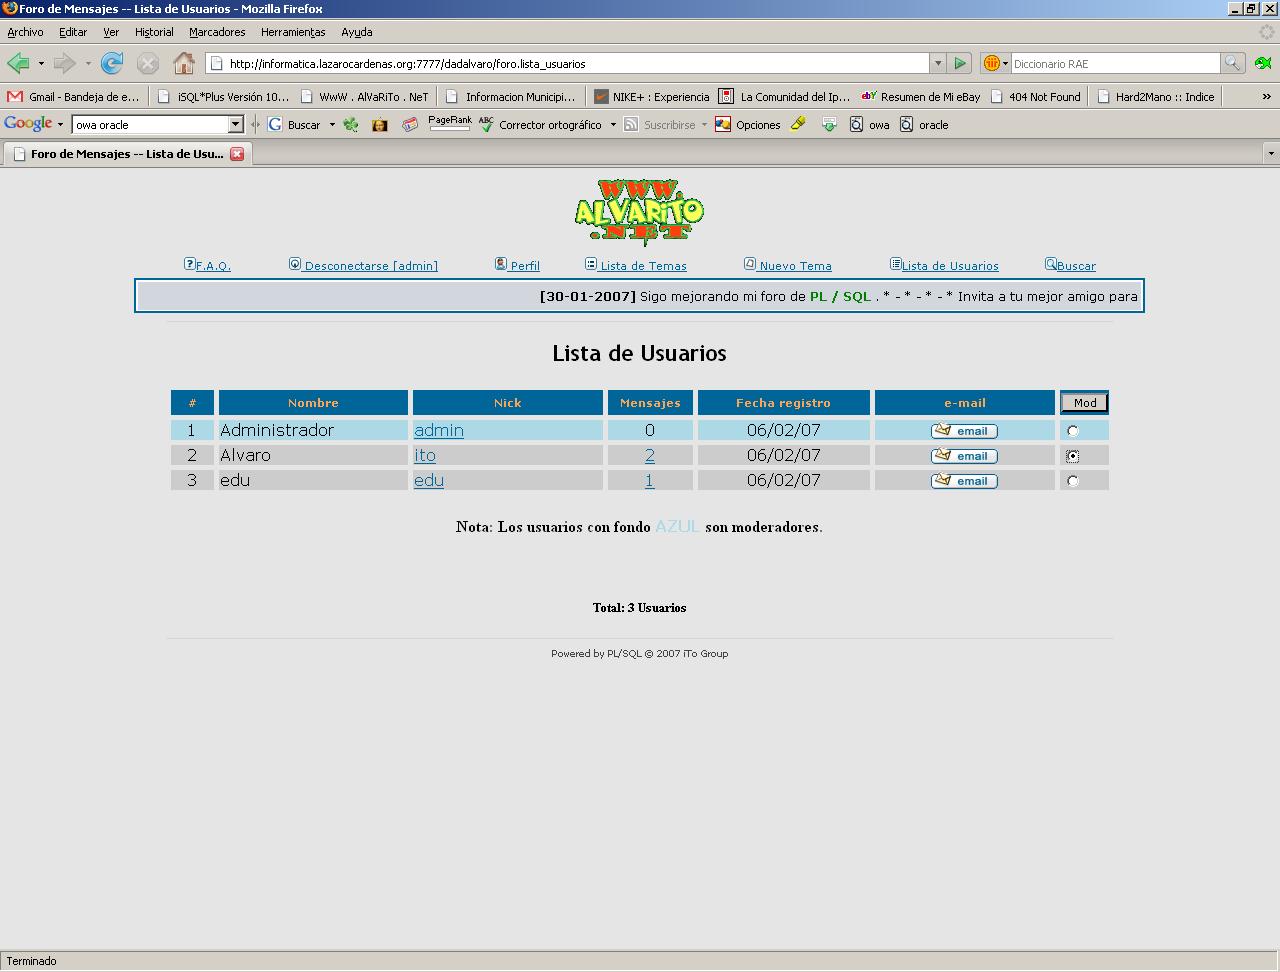 Foro de Mensajes -- Lista de Usuarios - Mozilla Firefox
Archivo Editar Ver Historial Marcadores Herramientas Ayuda
http://informatica.lazarocardenas.org:7777/dadalvaro/foro.lista_usuarios Diccionario RAE
Gmail - Bandeja de e... iSQL*Plus Versión 10... WwW . AlVaRiTo . NeT Informacion Municipi... NIKE+ : Experiencia La Comunidad del Ip... Resumen de Mi eBay 404 Not Found Hard2Mano :: Indice »
Google owa oracle Buscar PageRank Corrector ortográfico Suscribirse Opciones owa oracle
Foro de Mensajes -- Lista de Usu...
WWW.
ALVARITO
.NET
F.A.Q. Desconectarse [admin] Perfil Lista de Temas Nuevo Tema Lista de Usuarios Buscar
[30-01-2007] Sigo mejorando mi foro de PL / SQL . * - * - * - * Invita a tu mejor amigo para
Lista de Usuarios
# Nombre Nick Mensajes Fecha registro e-mail Mod
1 Administrador admin 0 06/02/07 email
2 Alvaro ito 2 06/02/07 email
3 edu edu 1 06/02/07 email
Nota: Los usuarios con fondo AZUL son moderadores.
Total: 3 Usuarios
Powered by PL/SQL © 2007 iTo Group
Terminado